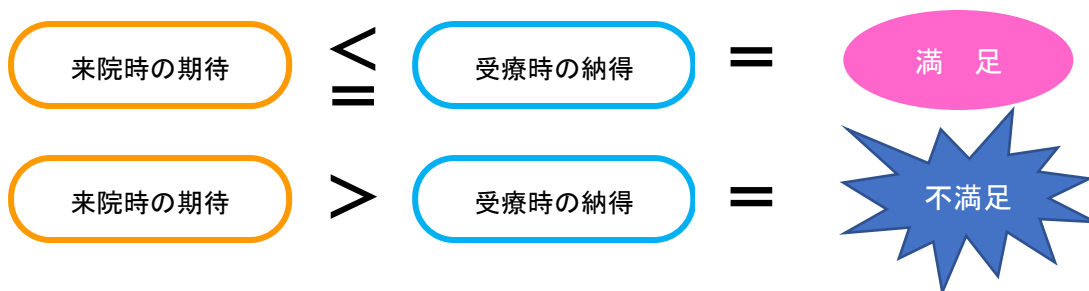 来院時の期待 ≦ 受療時の納得 = 満　足
来院時の期待 > 受療時の納得 = 不満足